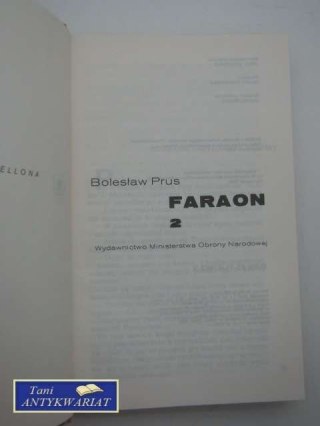 ELLONA
Bolesław Prus
FARAON
2
Wydawnictwo Ministerstwa Obrony Narodowej
Tani
ANTYKWARIAT